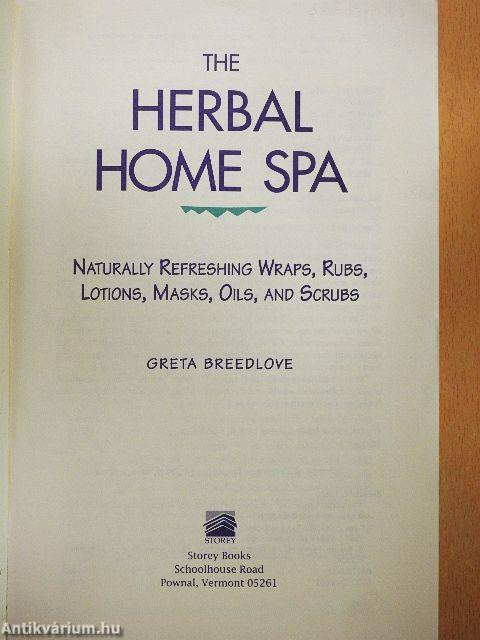 THE
HERBAL
HOME SPA
NATURALLY REFRESHING WRAPS, RUBS,
LOTIONS, MASKS, OILS, AND SCRUBS
GRETA BREEDLOVE
STOREY
Storey Books
Schoolhouse Road
Pownal, Vermont 05261
Antikvárium.hu